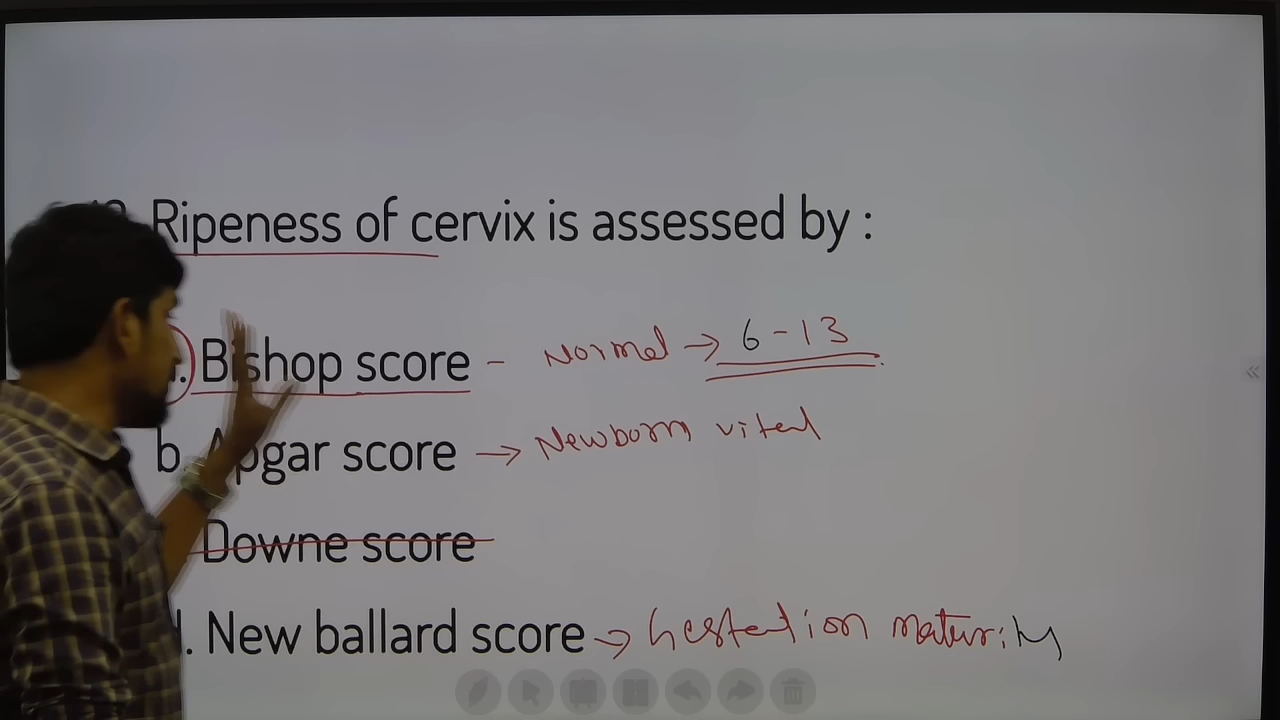 Ripeness of cervix is assessed by :
Bishop score - Normal → 6-13
b. Apgar score → Newborn vital
Downe score
d. New ballard score → Gestation maturity